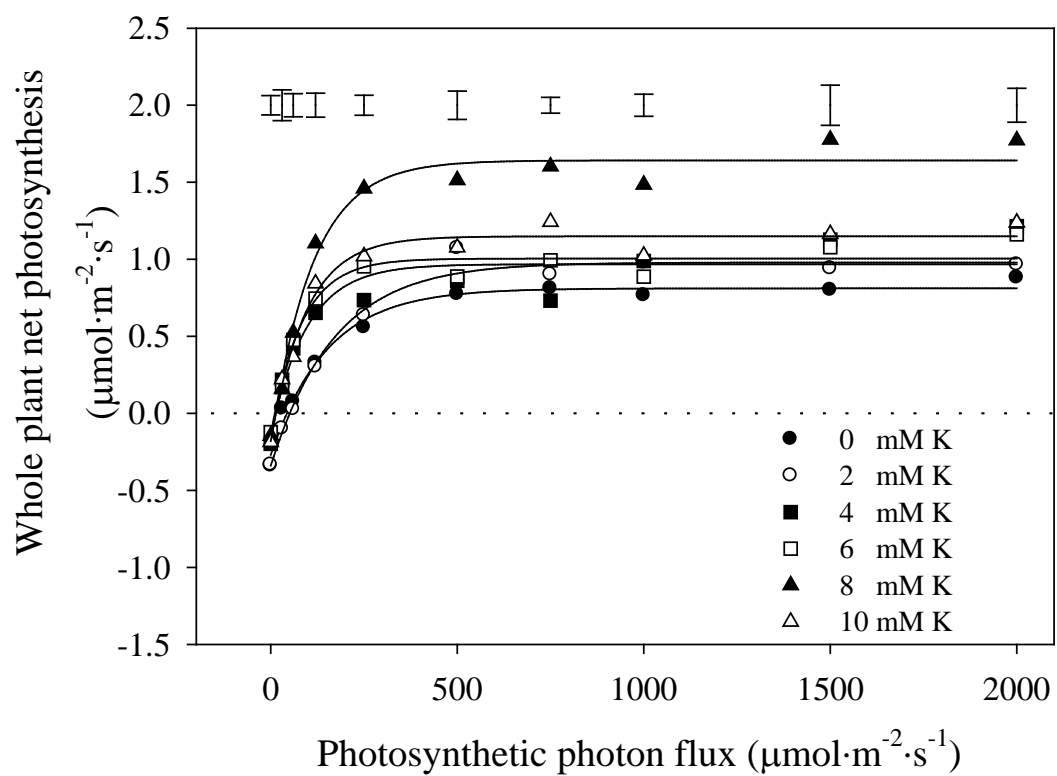 Whole plant net photosynthesis
(μmol·m⁻²·s⁻¹)
2.5
2.0
1.5
1.0
0.5
0.0
-0.5
-1.0
-1.5
0 mM K
2 mM K
4 mM K
6 mM K
8 mM K
10 mM K
0 500 1000 1500 2000
Photosynthetic photon flux (μmol·m⁻²·s⁻¹)